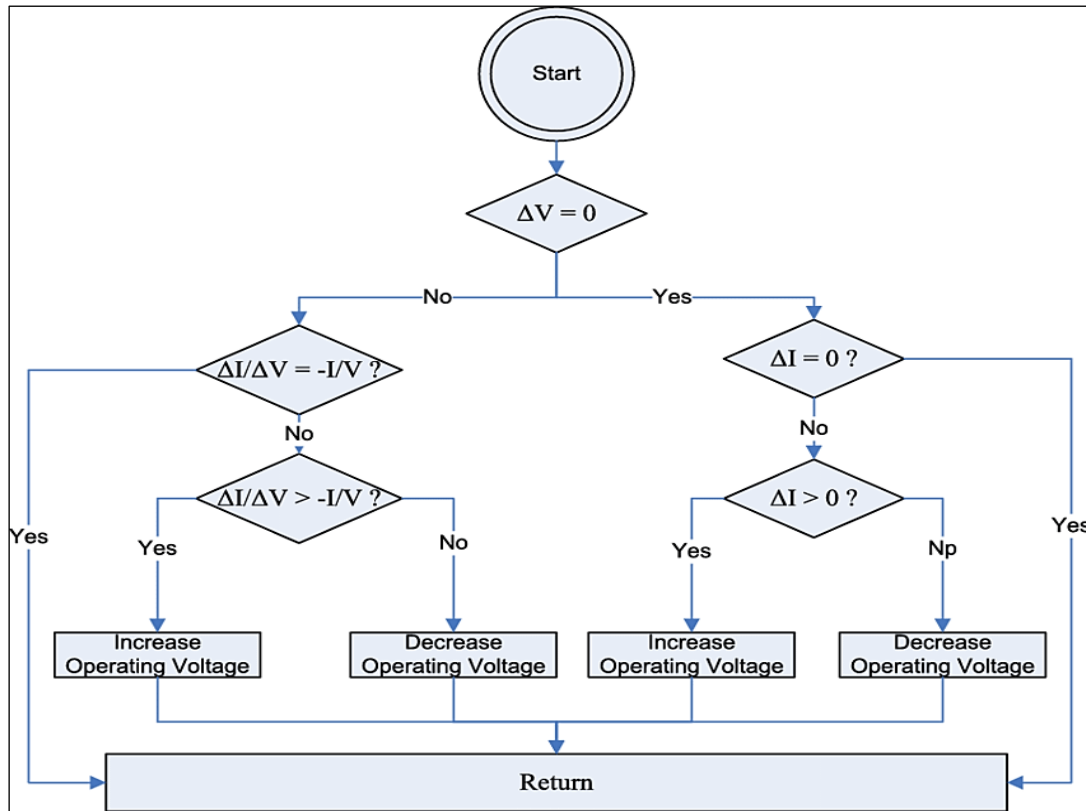 Start
ΔV = 0
No
Yes
ΔI/ΔV = -I/V ?
ΔI = 0 ?
No
No
ΔI/ΔV > -I/V ?
ΔI > 0 ?
Yes
Yes
No
Yes
Np
Yes
Increase
Operating Voltage
Decrease
Operating Voltage
Increase
Operating Voltage
Decrease
Operating Voltage
Return